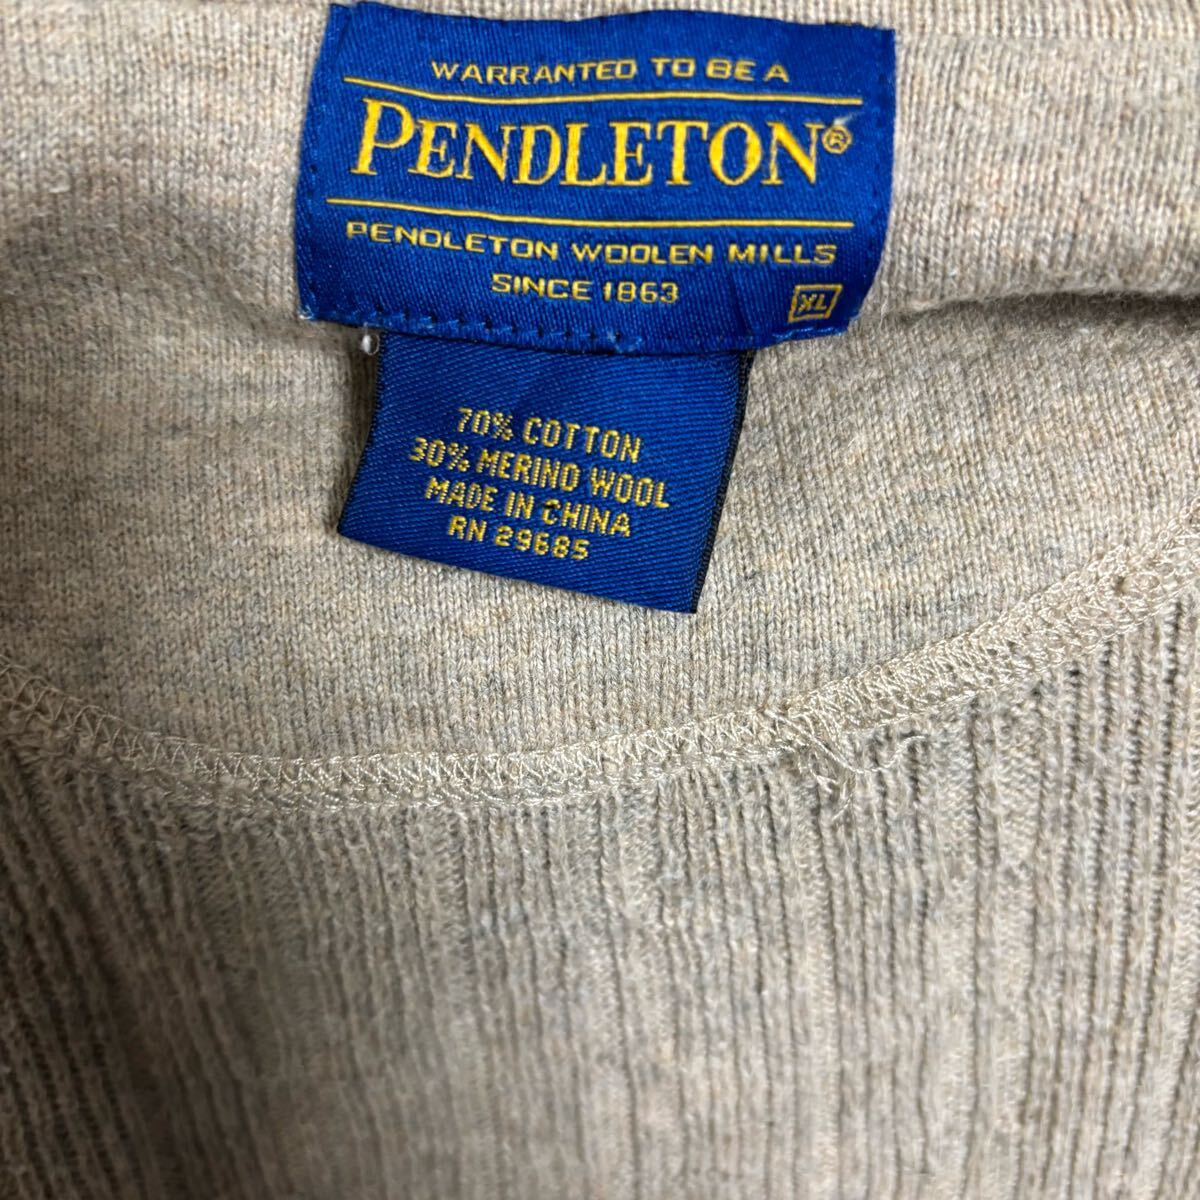 WARRANTED TO BE A
PENDLETON®
PENDLETON WOOLEN MILLS
SINCE 1863
XL
70% COTTON
30% MERINO WOOL
MADE IN CHINA
RN 29685